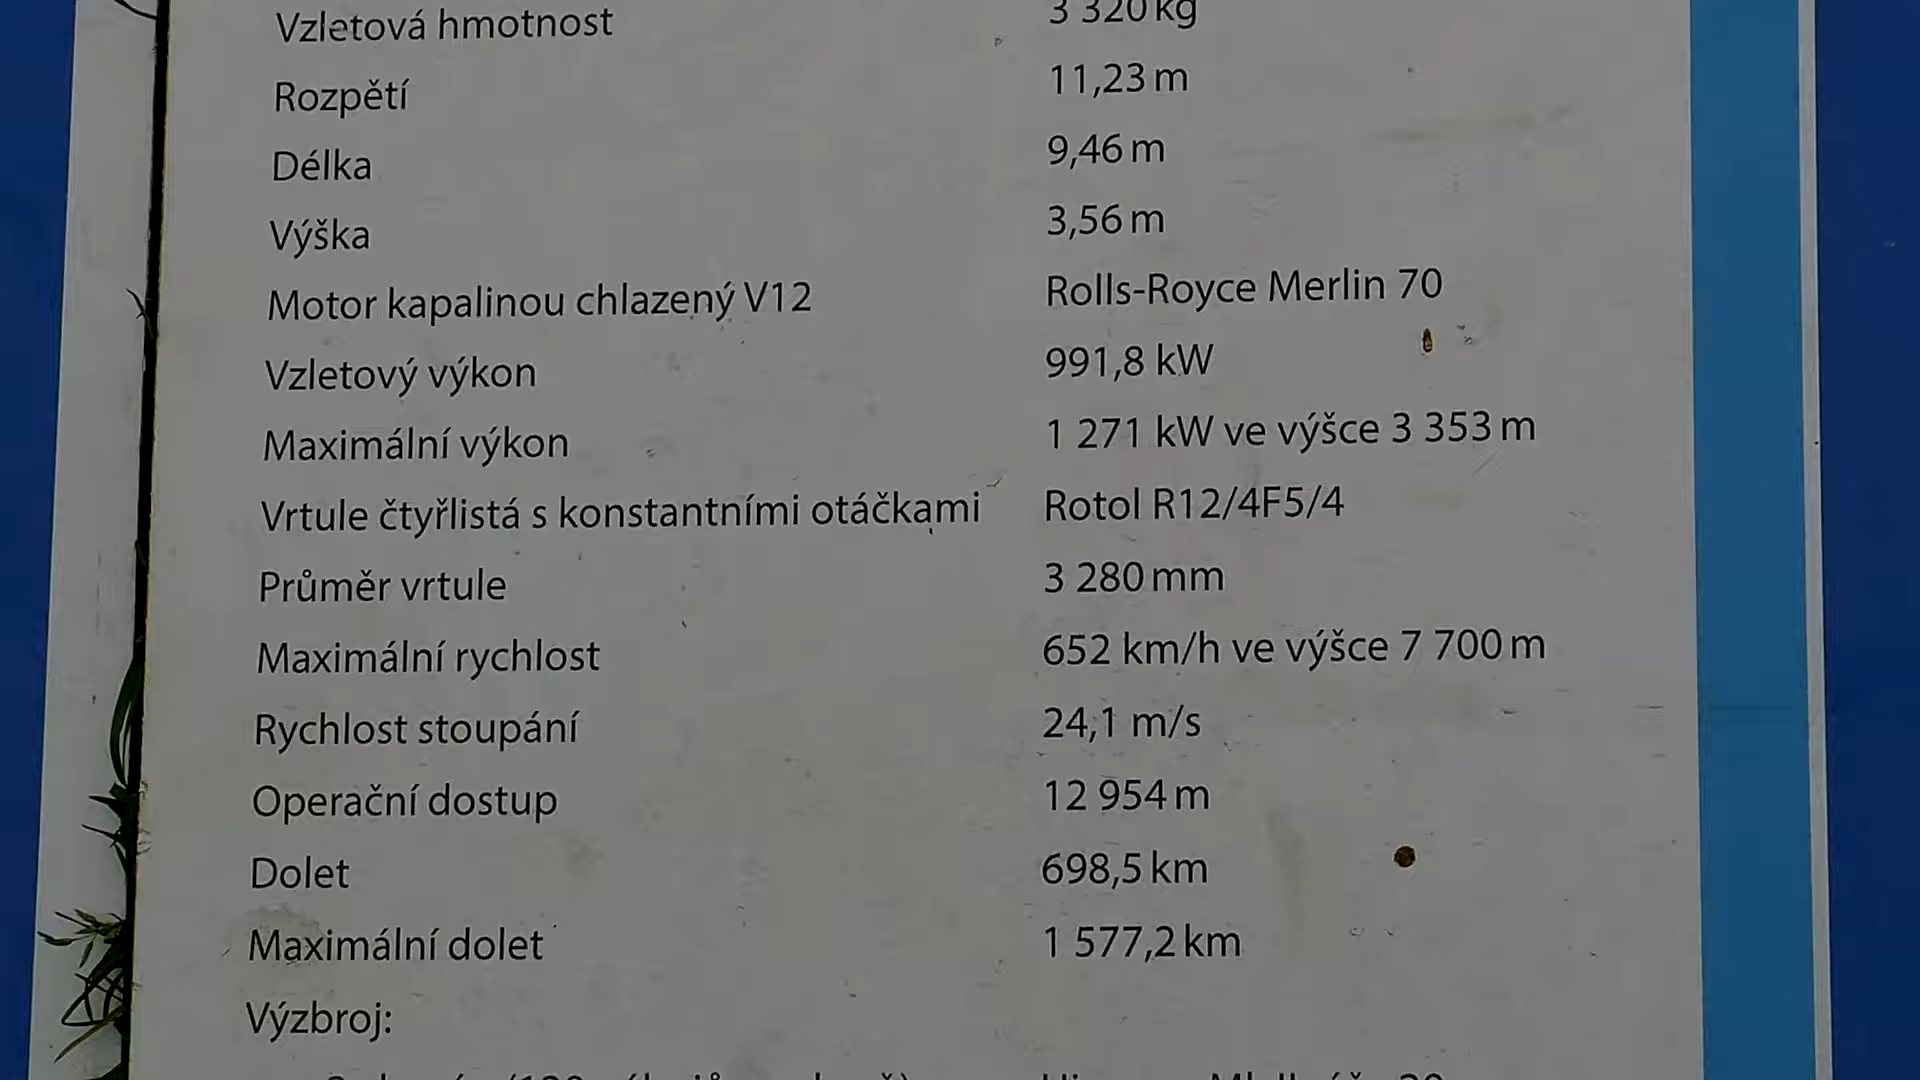 Vzletová hmotnost 3 320 kg
Rozpětí 11,23 m
Délka 9,46 m
Výška 3,56 m
Motor kapalinou chlazený V12 Rolls-Royce Merlin 70
Vzletový výkon 991,8 kW
Maximální výkon 1 271 kW ve výšce 3 353 m
Vrtule čtyřlistá s konstantními otáčkami Rotol R12/4F5/4
Průměr vrtule 3 280 mm
Maximální rychlost 652 km/h ve výšce 7 700 m
Rychlost stoupání 24,1 m/s
Operační dostup 12 954 m
Dolet 698,5 km
Maximální dolet 1 577,2 km
Výzbroj: